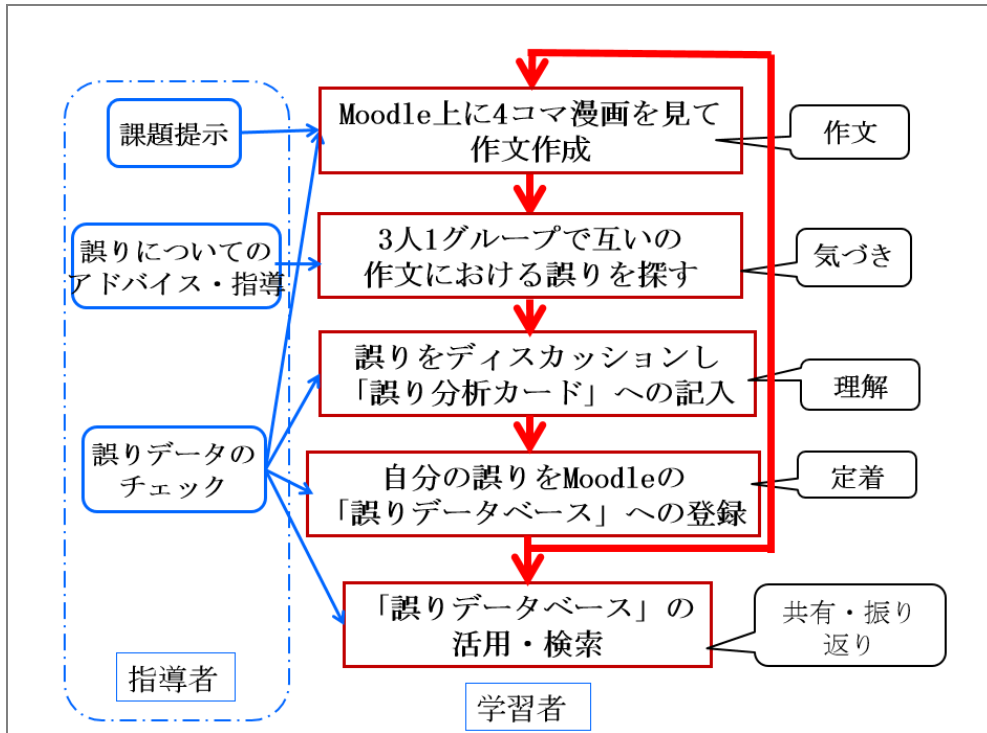 課題提示
誤りについての
アドバイス・指導
誤りデータの
チェック
指導者
Moodle上に4コマ漫画を見て
作文作成
3人1グループで互いの
作文における誤りを探す
誤りをディスカッションし
「誤り分析カード」への記入
自分の誤りをMoodleの
「誤りデータベース」への登録
「誤りデータベース」の
活用・検索
学習者
作文
気づき
理解
定着
共有・振り
返り